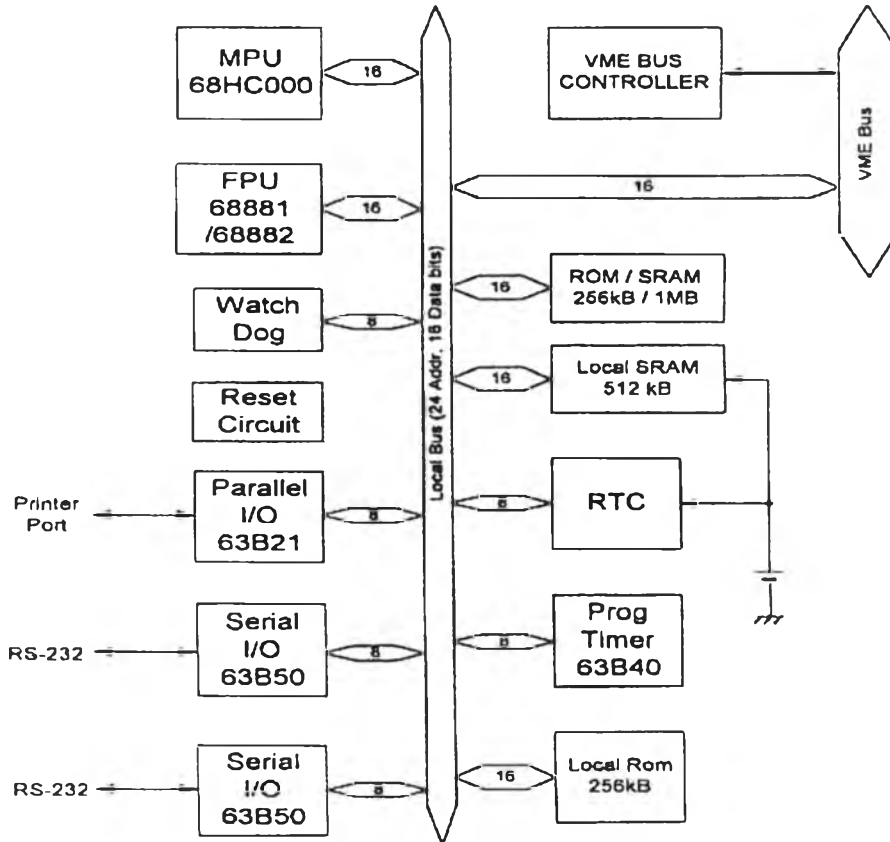 MPU
68HC000
16
FPU
68881
/68882
16
Watch
Dog
8
Reset
Circuit
Printer
Port
Parallel
I/O
63B21
8
RS-232
Serial
I/O
63B50
8
RS-232
Serial
I/O
63B50
8
Local Bus (24 Addr, 16 Data bits)
VME BUS
CONTROLLER
VME Bus
16
16
ROM / SRAM
256kB / 1MB
16
Local SRAM
512 kB
8
RTC
8
Prog
Timer
63B40
16
Local Rom
256kB